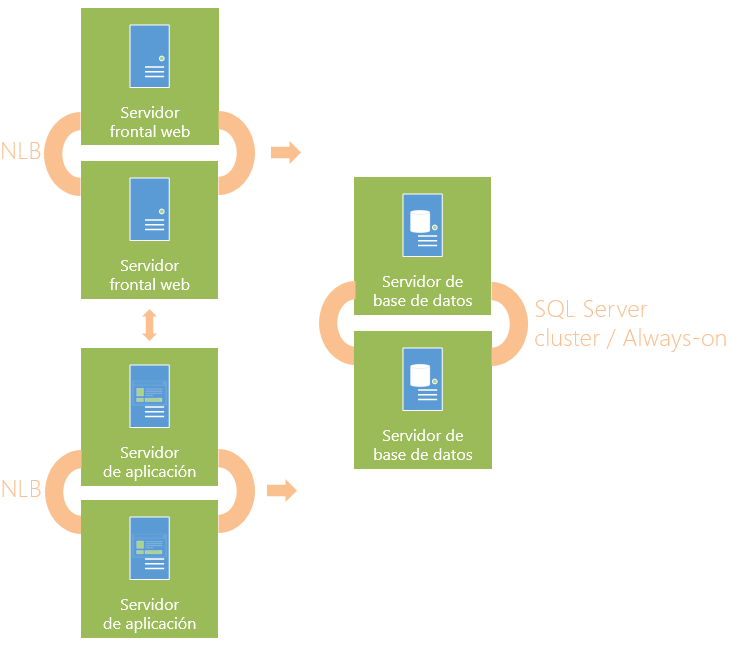 Servidor
frontal web
NLB
Servidor
frontal web
Servidor
de aplicación
NLB
Servidor
de aplicación
Servidor de
base de datos
SQL Server
cluster / Always-on
Servidor de
base de datos